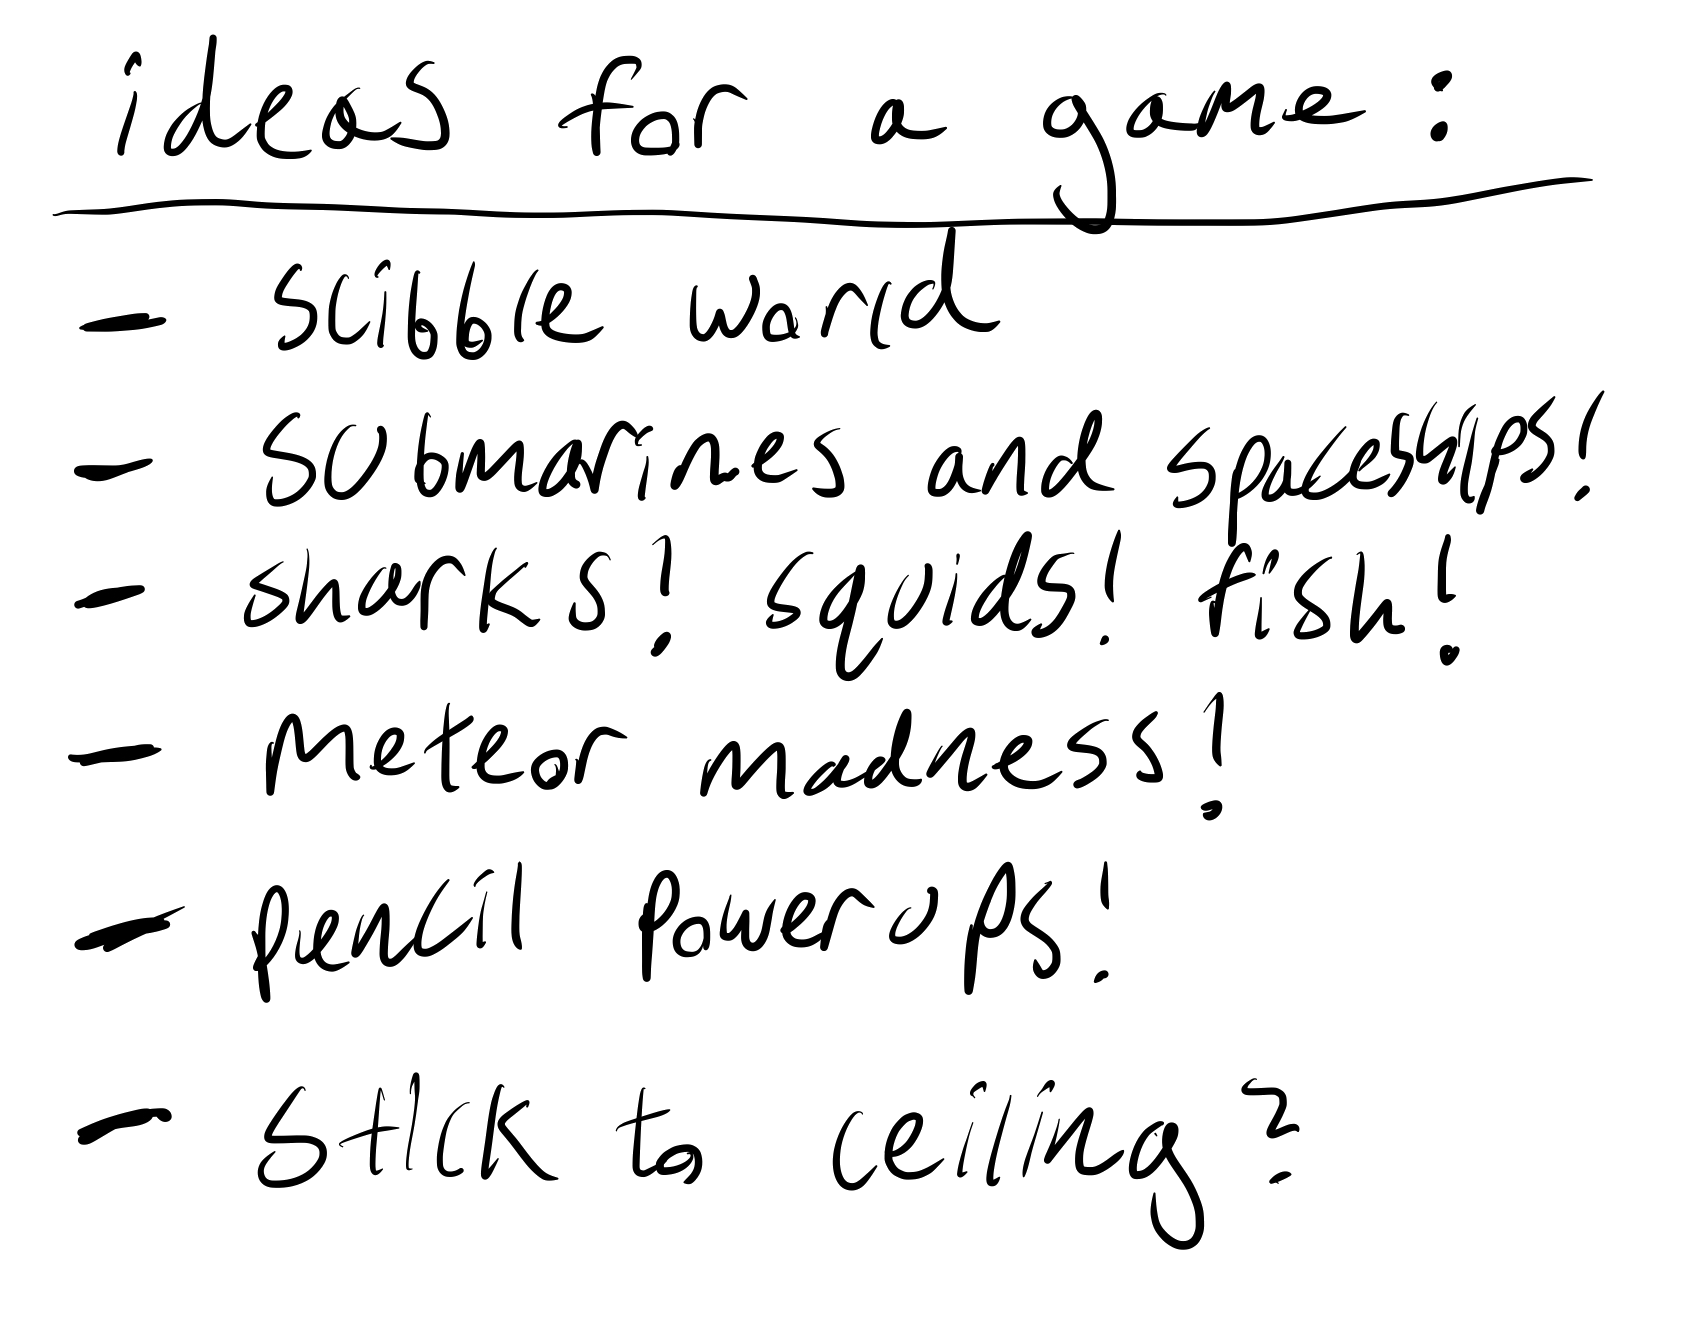 ideas for a game:
- Scibble world
- submarines and spaceships!
- sharks! squids! fish!
- Meteor madness!
- pencil powerups!
- stick to ceiling?